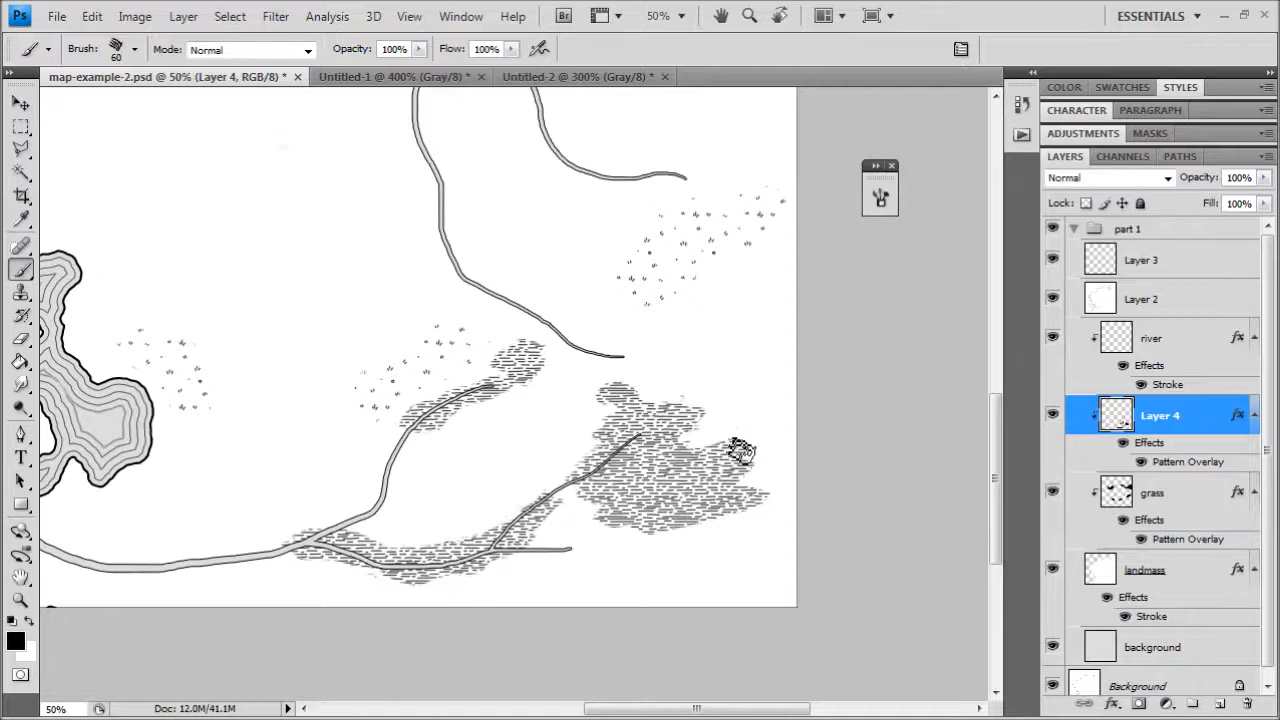 Ps File Edit Image Layer Select Filter Analysis 3D View Window Help Br 50% ESSENTIALS
Brush: 60 Mode: Normal Opacity: 100% Flow: 100%
map-example-2.psd @ 50% (Layer 4, RGB/8) * Untitled-1 @ 400% (Gray/8) * Untitled-2 @ 300% (Gray/8) *
COLOR SWATCHES STYLES
CHARACTER PARAGRAPH
ADJUSTMENTS MASKS
LAYERS CHANNELS PATHS
Normal Opacity: 100%
Lock: Fill: 100%
part 1
Layer 3
Layer 2
river fx
Effects
Stroke
Layer 4 fx
Effects
Pattern Overlay
grass fx
Effects
Pattern Overlay
landmass fx
Effects
Stroke
background
Background
50% Doc: 12.0M/41.1M